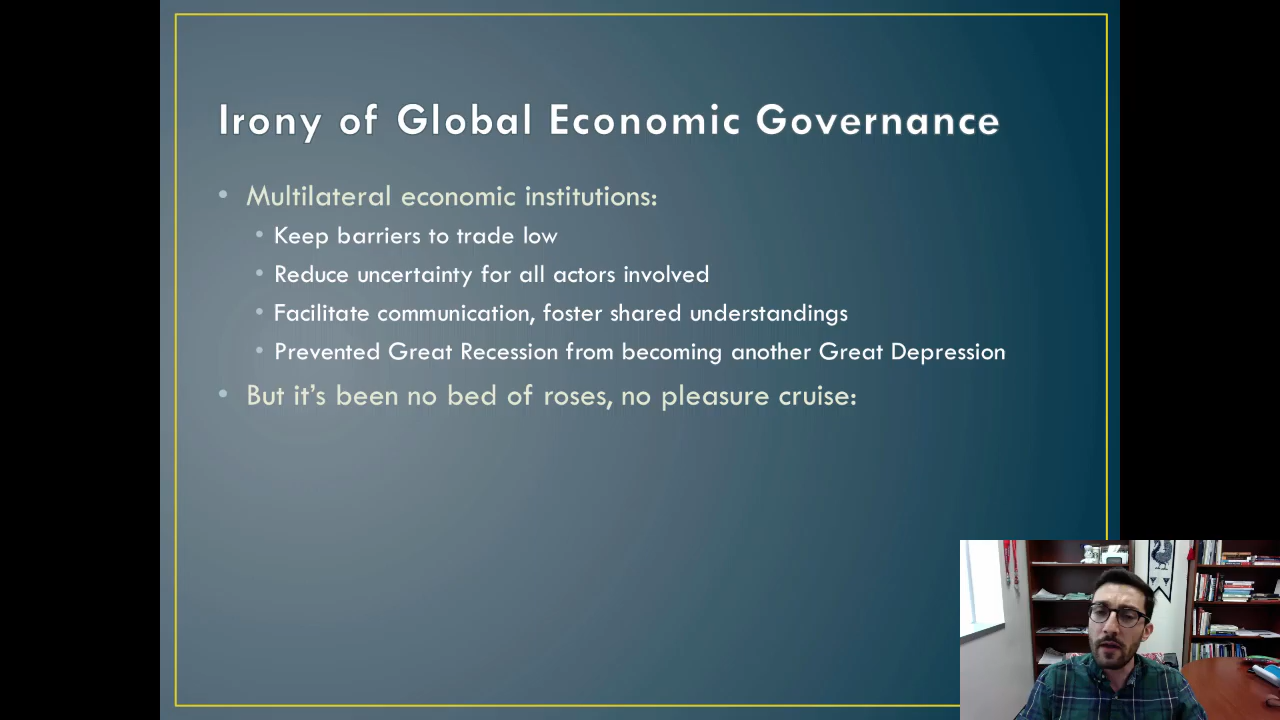 Irony of Global Economic Governance
• Multilateral economic institutions:
• Keep barriers to trade low
• Reduce uncertainty for all actors involved
• Facilitate communication, foster shared understandings
• Prevented Great Recession from becoming another Great Depression
• But it’s been no bed of roses, no pleasure cruise: